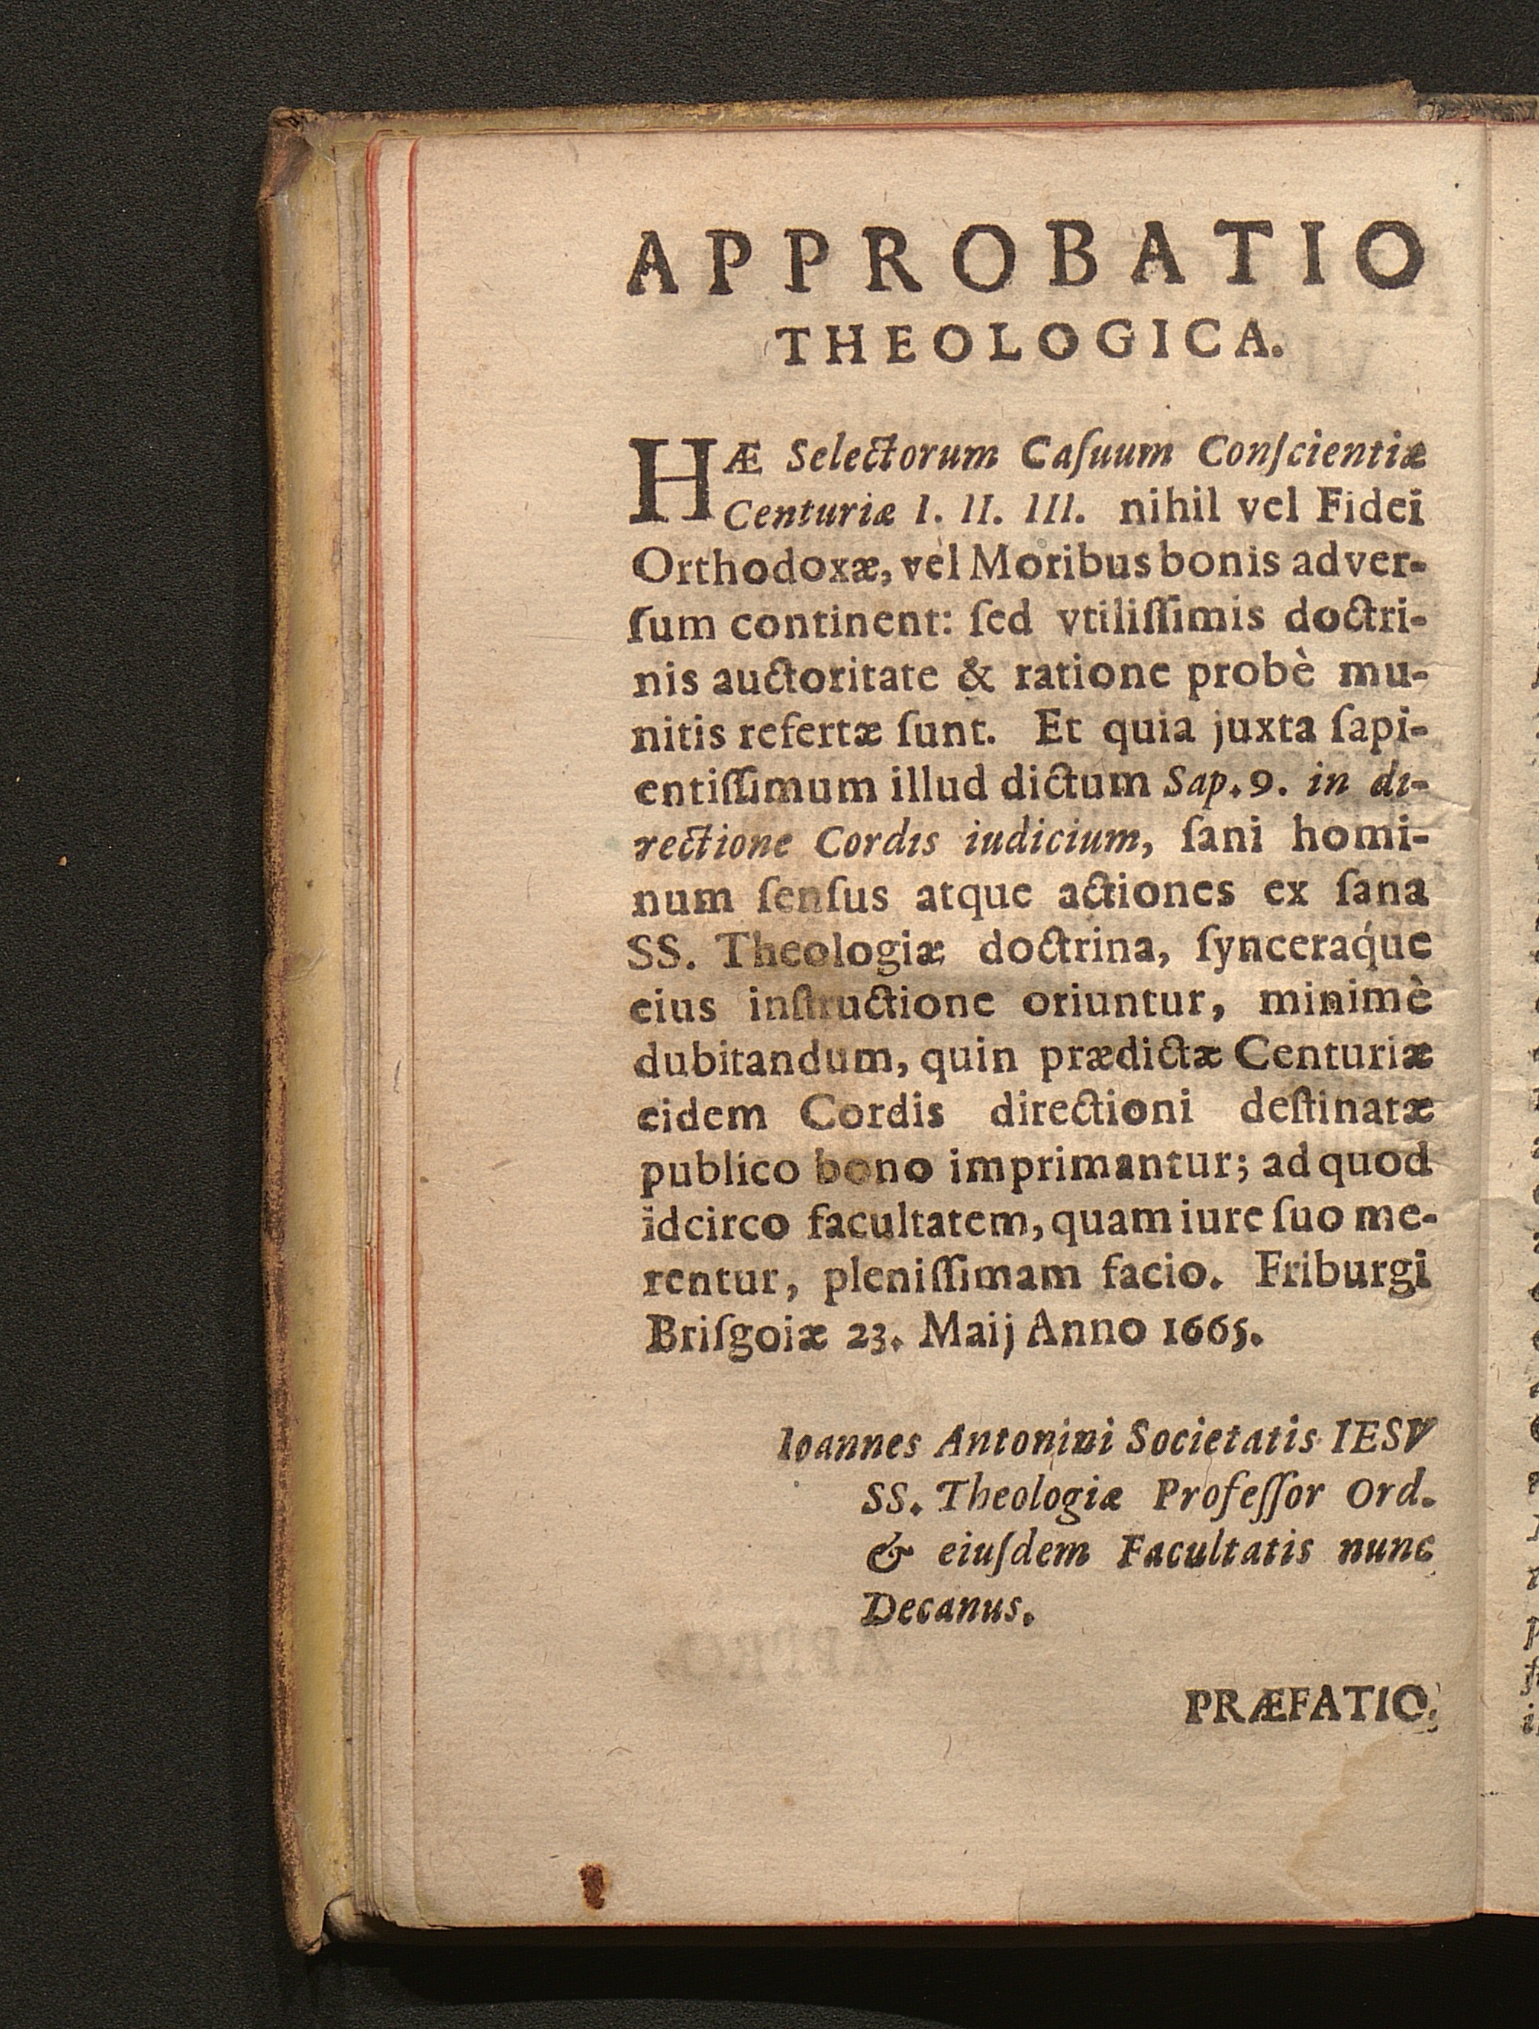 APPROBATIO
THEOLOGICA.
HÆ Selectorum Caſuum Conſcientiæ
Centuriæ I. II. III. nihil vel Fidei
Orthodoxæ, vel Moribus bonis adver-
ſum continent: ſed vtiliſſimis doctri-
nis auctoritate & ratione probè mu-
nitis refertæ ſunt. Et quia juxta ſapi-
entiſſimum illud dictum Sap. 9. in di-
rectione Cordis iudicium, ſani homi-
num ſenſus atque actiones ex ſana
SS. Theologiæ doctrina, ſynceraq́ue
eius inſtructione oriuntur, minimè
dubitandum, quin prædictæ Centuriæ
eidem Cordis directioni deſtinatæ
publico bono imprimantur; ad quod
idcirco facultatem, quam iure ſuo me-
rentur, pleniſſimam facio. Friburgi
Briſgoiæ 23. Maij Anno 1665.
Ioannes Antonini Societatis IESV
SS. Theologiæ Profeſſor Ord.
& eiuſdem Facultatis nunc
Decanus.
PRÆFATIO.